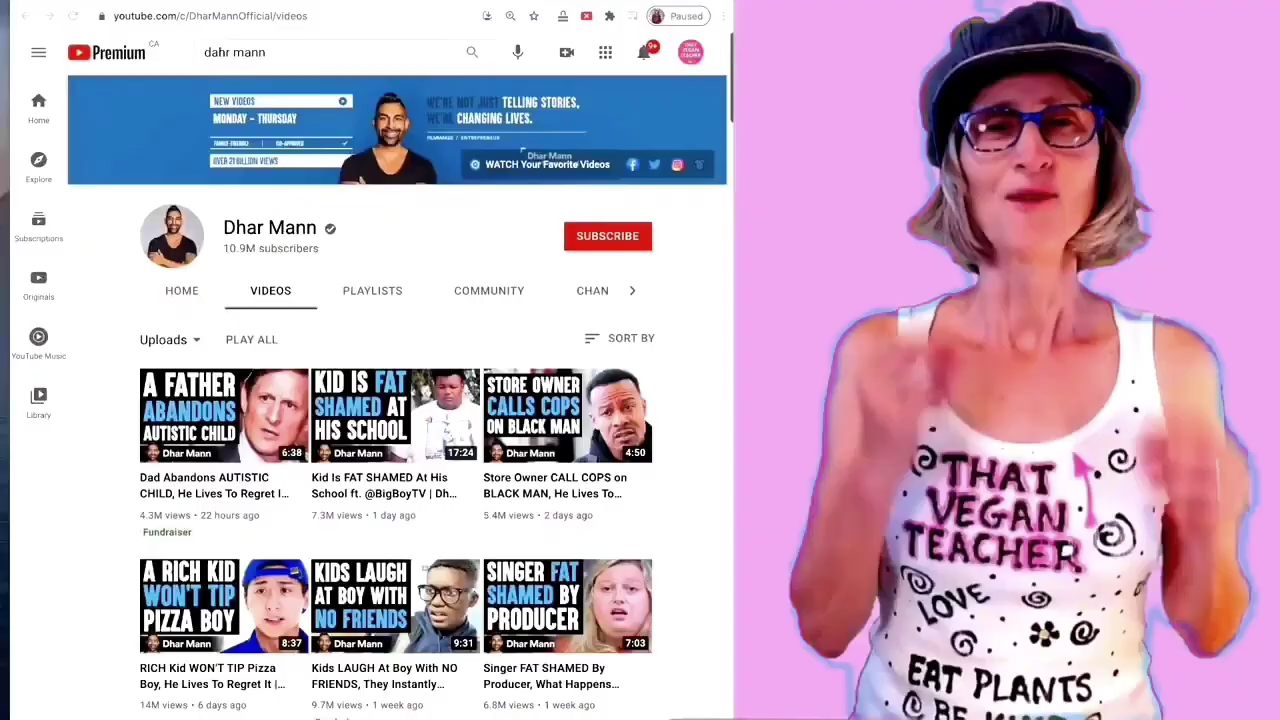 youtube.com/c/DharMannOfficial/videos
Paused
Premium CA
dahr mann
9+
NEW VIDEOS
MONDAY - THURSDAY
OVER 21 BILLION VIEWS
WE'RE NOT JUST TELLING STORIES,
WE'RE CHANGING LIVES.
FILMMAKER / ENTREPRENEUR
Dhar Mann
WATCH Your Favorite Videos
Home
Explore
Subscriptions
Originals
YouTube Music
Library
Dhar Mann
10.9M subscribers
SUBSCRIBE
HOME VIDEOS PLAYLISTS COMMUNITY CHAN
Uploads PLAY ALL SORT BY
A FATHER
ABANDONS
AUTISTIC CHILD
Dhar Mann 6:38
KID IS FAT
SHAMED AT
HIS SCHOOL
Dhar Mann 17:24
STORE OWNER
CALLS COPS
ON BLACK MAN
Dhar Mann 4:50
Dad Abandons AUTISTIC
CHILD, He Lives To Regret I...
4.3M views • 22 hours ago
Fundraiser
Kid Is FAT SHAMED At His
School ft. @BigBoyTV | Dh...
7.3M views • 1 day ago
Store Owner CALL COPS on
BLACK MAN, He Lives To...
5.4M views • 2 days ago
A RICH KID
WON'T TIP
PIZZA BOY
Dhar Mann 8:37
KIDS LAUGH
AT BOY WITH
NO FRIENDS
Dhar Mann 9:31
SINGER FAT
SHAMED BY
PRODUCER
Dhar Mann 7:03
RICH Kid WON'T TIP Pizza
Boy, He Lives To Regret It |...
14M views • 6 days ago
Kids LAUGH At Boy With NO
FRIENDS, They Instantly...
9.7M views • 1 week ago
Singer FAT SHAMED By
Producer, What Happens...
6.8M views • 1 week ago
THAT
VEGAN
TEACHER
LOVE
EAT PLANTS